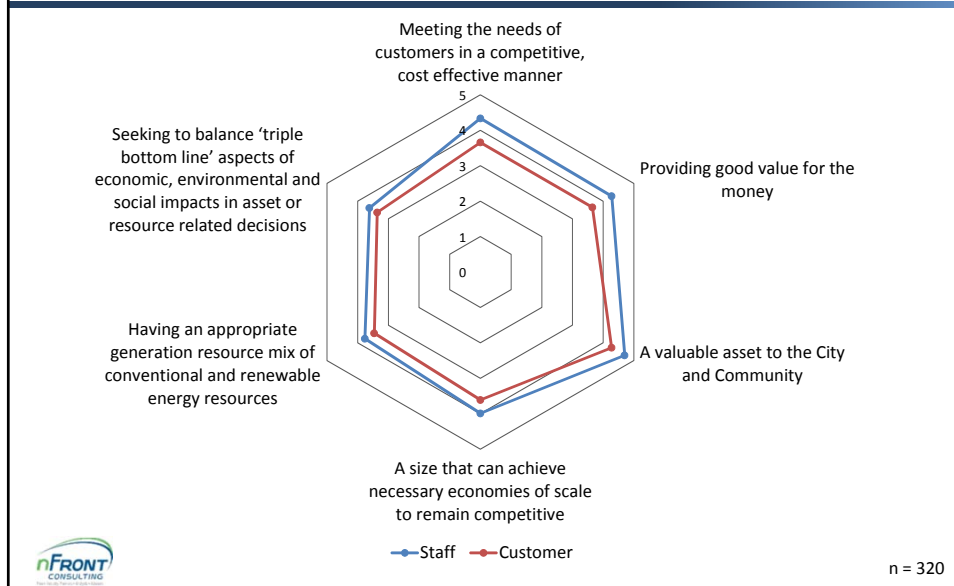 Meeting the needs of
customers in a competitive,
cost effective manner
5
4
3
2
1
0
Providing good value for the
money
A valuable asset to the City
and Community
A size that can achieve
necessary economies of scale
to remain competitive
Having an appropriate
generation resource mix of
conventional and renewable
energy resources
Seeking to balance ‘triple
bottom line’ aspects of
economic, environmental and
social impacts in asset or
resource related decisions
Staff Customer
nFRONT
CONSULTING
n = 320